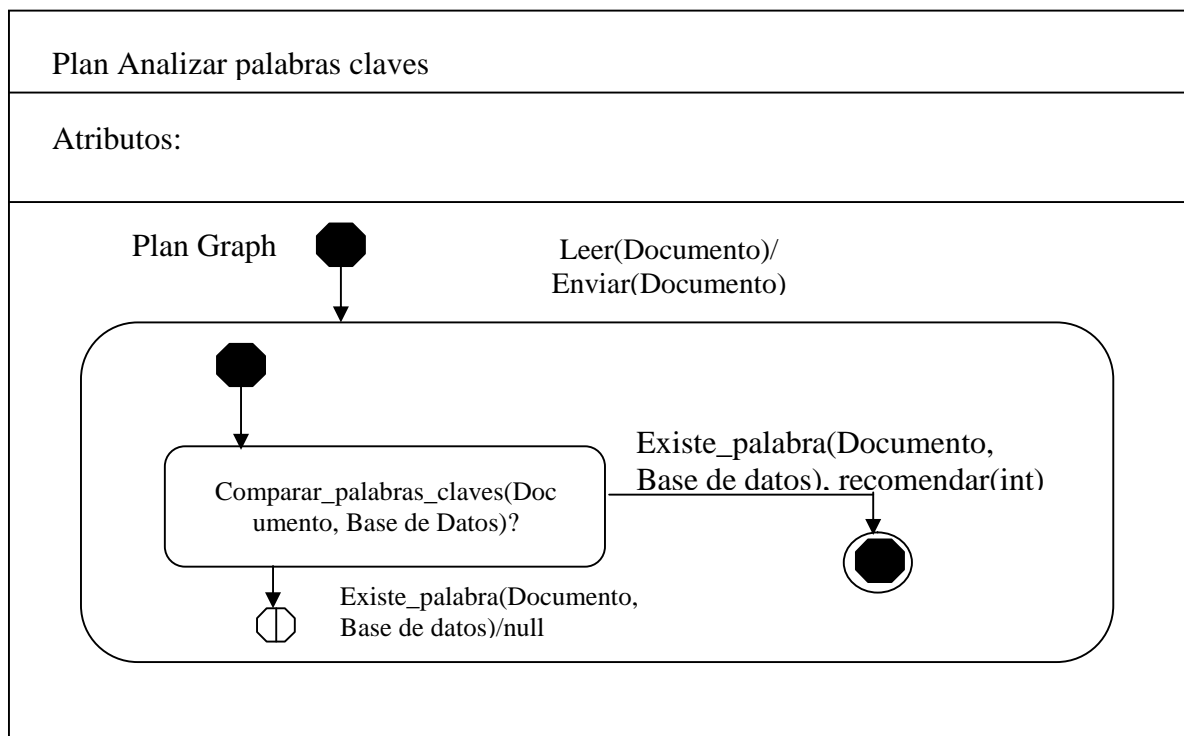 Plan Analizar palabras claves
Atributos:
Plan Graph
Leer(Documento)/
Enviar(Documento)
Existe_palabra(Documento,
Base de datos), recomendar(int)
Comparar_palabras_claves(Doc
umento, Base de Datos)?
Existe_palabra(Documento,
Base de datos)/null